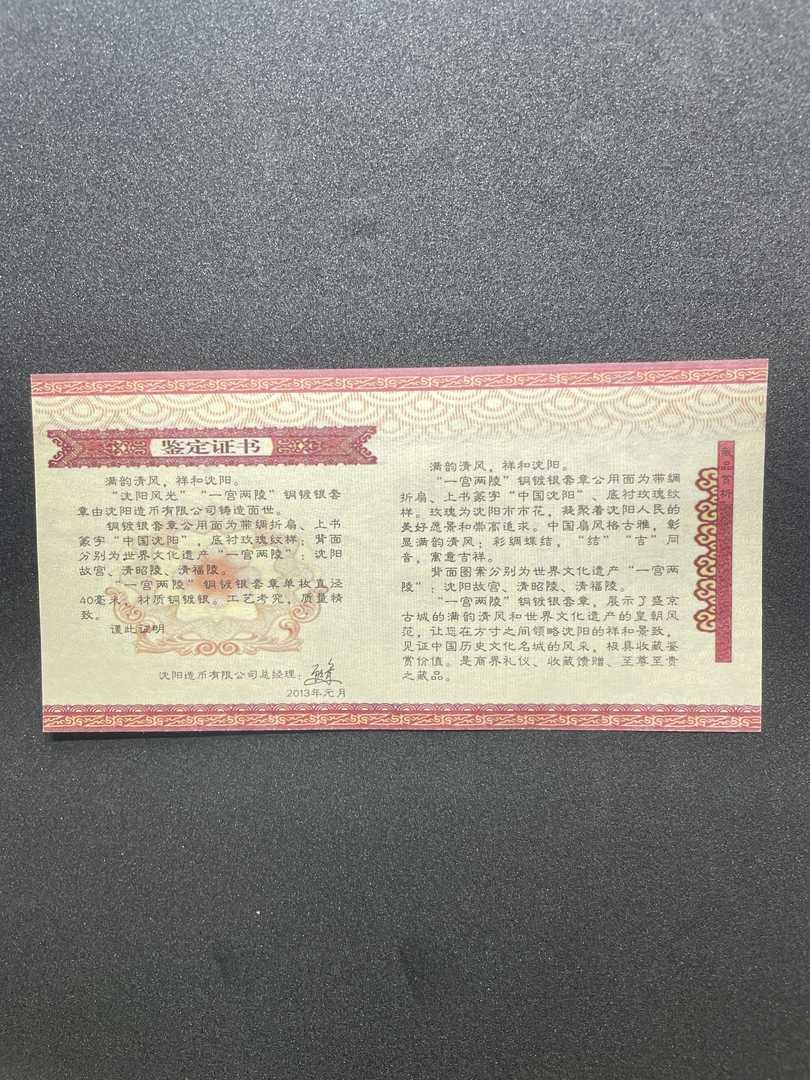 鉴定证书
满韵清风，祥和沈阳。
“沈阳风光”“一宫两陵”铜镀银套
章由沈阳造币有限公司铸造面世。
铜镀银套章公用面为带绸折扇、上书
篆字“中国沈阳”，底衬玫瑰纹样；背面
分别为世界文化遗产“一宫两陵”：沈阳
故宫、清昭陵、清福陵。
“一宫两陵”铜镀银套章单枚直径
40毫米，材质铜镀银。工艺考究，质量精
致。
谨此证明
沈阳造币有限公司总经理：
2013年元月
满韵清风，祥和沈阳。
“一宫两陵”铜镀银套章公用面为带绸
折扇、上书篆字“中国沈阳”、底衬玫瑰纹
样。玫瑰为沈阳市市花，凝聚着沈阳人民的
美好愿景和崇高追求。中国扇风格古雅，彰
显满韵清风；彩绸蝶结，“结”“吉”同
音，寓意吉祥。
背面图案分别为世界文化遗产“一宫两
陵”：沈阳故宫、清昭陵、清福陵。
“一宫两陵”铜镀银套章，展示了盛京
古城的满韵清风和世界文化遗产的皇朝风
范，让您在方寸之间领略沈阳的祥和景致，
见证中国历史文化名城的风采，极具收藏鉴
赏价值。是商界礼仪、收藏馈赠、至尊至贵
之藏品。
藏品赏析